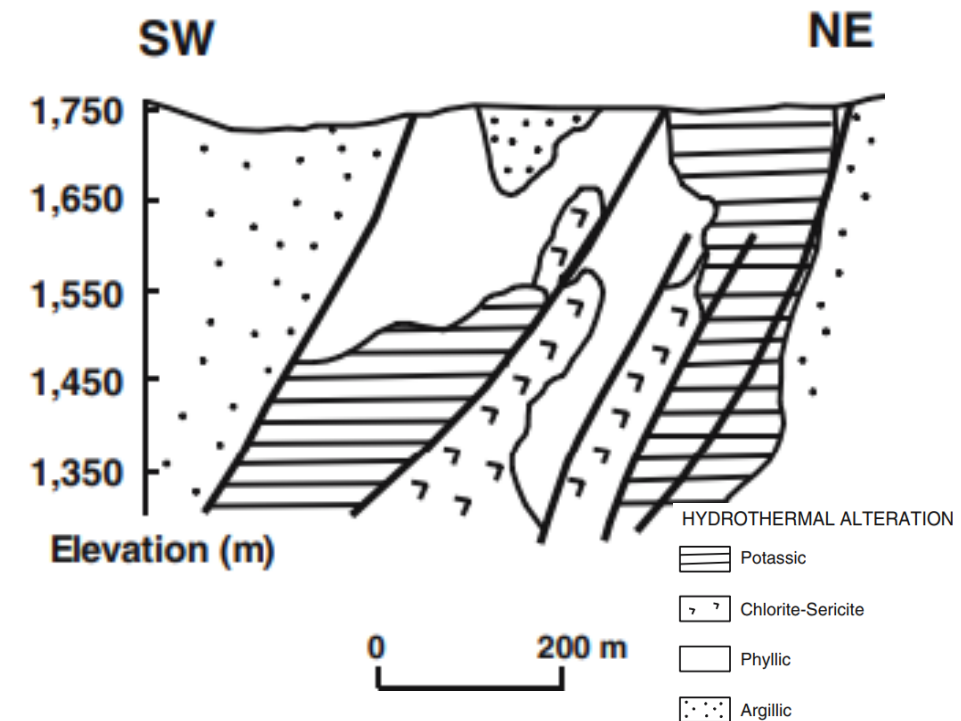 SW
NE
1,750
1,650
1,550
1,450
1,350
Elevation (m)
HYDROTHERMAL ALTERATION
Potassic
Chlorite-Sericite
Phyllic
Argillic
0 200 m